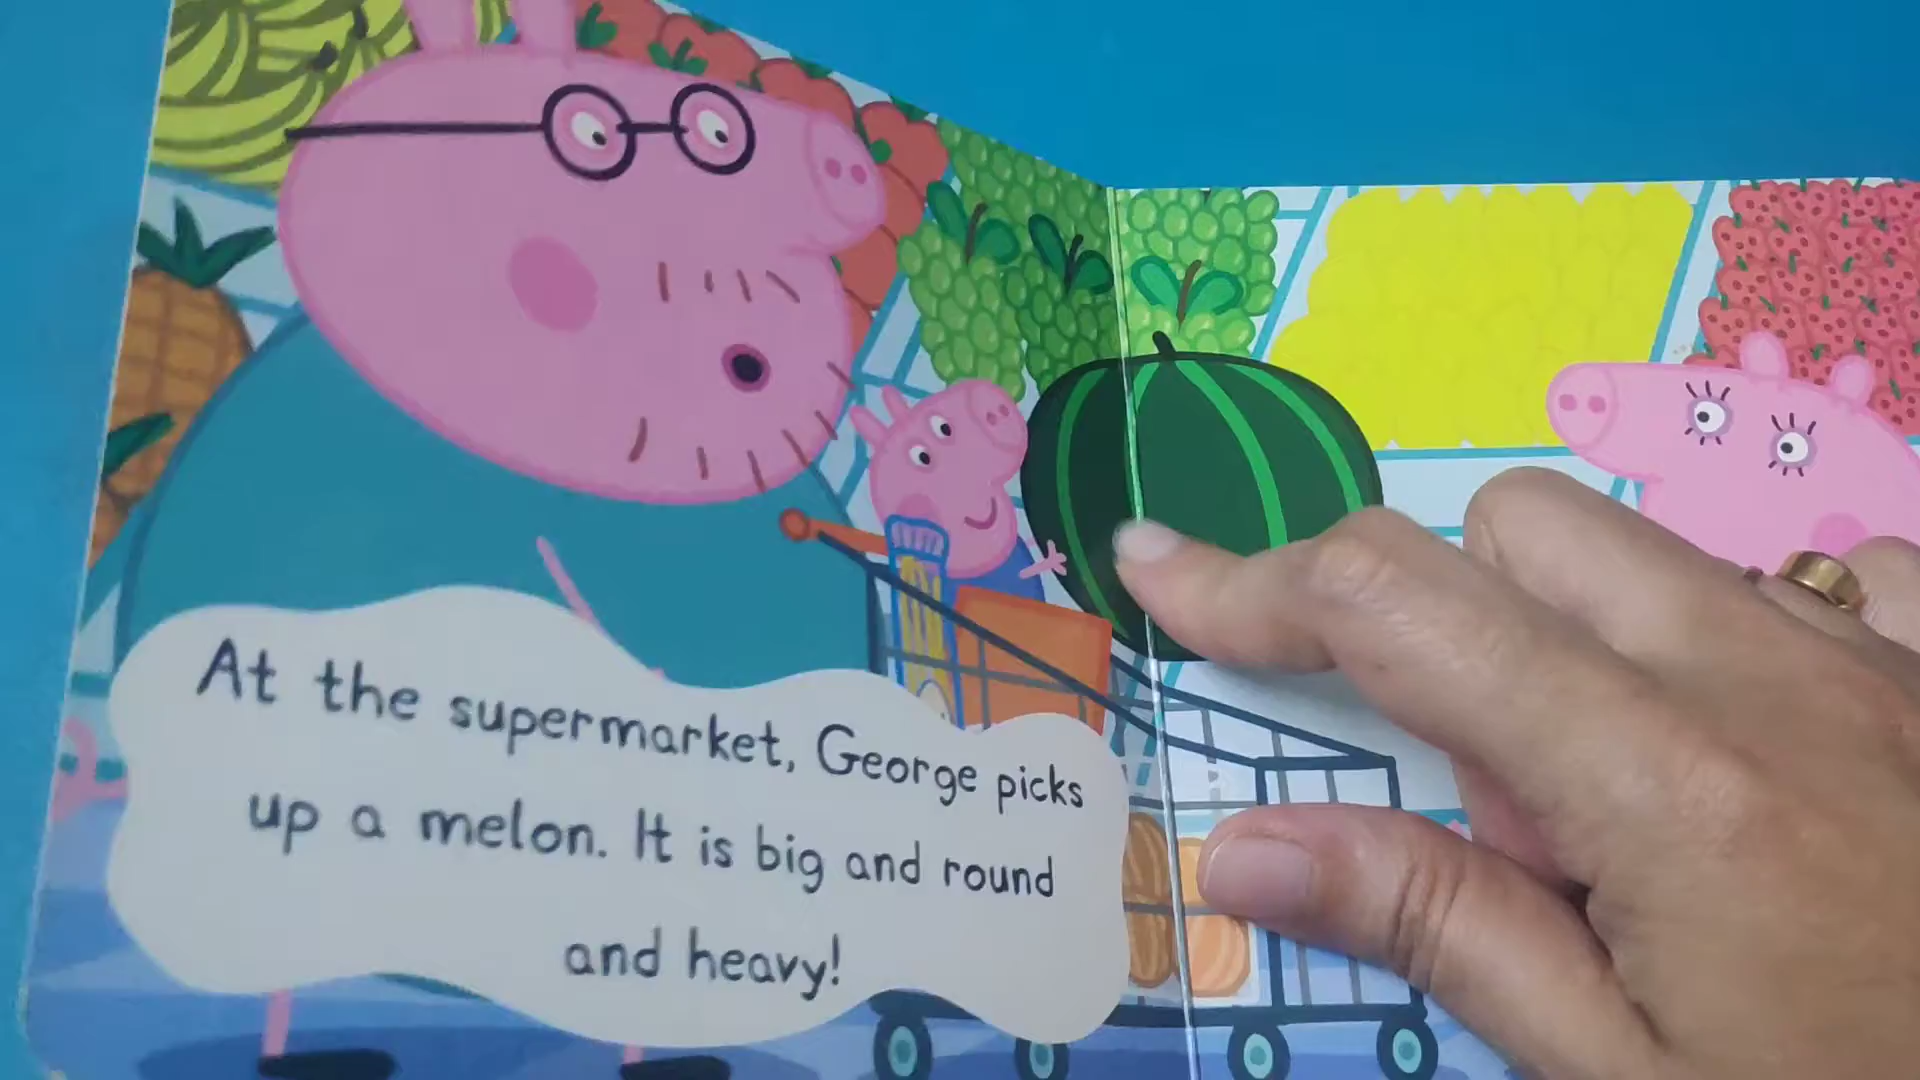 At the supermarket, George picks
up a melon. It is big and round
and heavy!